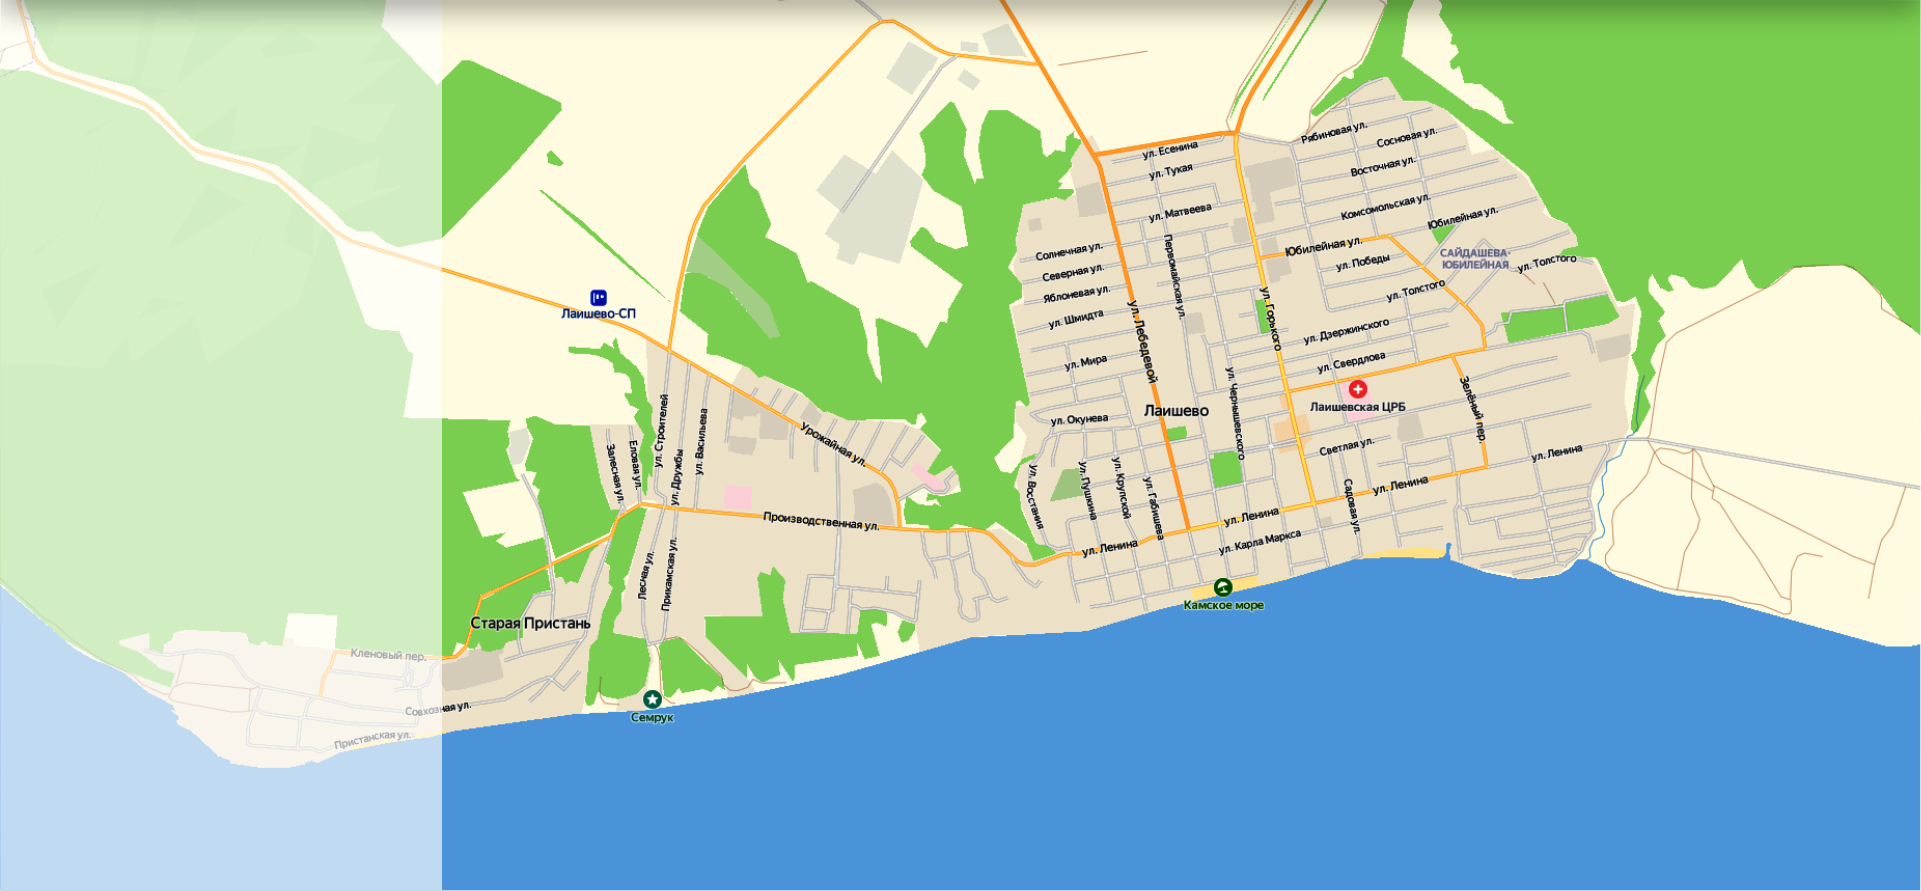 Рябиновая ул.
Сосновая ул.
ул. Есенина
ул. Тукая
Восточная ул.
ул. Матвеева
Комсомольская ул.
Юбилейная ул.
Солнечная ул.
Первомайская ул.
Юбилейная ул.
САЙДАШЕВА-
ЮБИЛЕЙНАЯ
Северная ул.
ул. Победы
ул. Толстого
Яблоневая ул.
ул. Толстого
Лаишево-СП
ул. Шмидта
ул. Лебедевой
ул. Горького
ул. Дзержинского
ул. Мира
ул. Свердлова
ул. Чернышевского
Зелёный пер.
Лаишево
Лаишевская ЦРБ
ул. Окунева
ул. Строителей
ул. Васильева
Урожайная ул.
Светлая ул.
ул. Ленина
Залесная ул.
Еловая ул.
ул. Дружбы
ул. Восстания
ул. Пушкина
ул. Крупской
ул. Габишева
Садовая ул.
ул. Ленина
Производственная ул.
ул. Ленина
ул. Ленина
ул. Карла Маркса
Лесная ул.
Прикамская ул.
Камское море
Старая Пристань
Кленовый пер.
Совхозная ул.
Семрук
Пристанская ул.